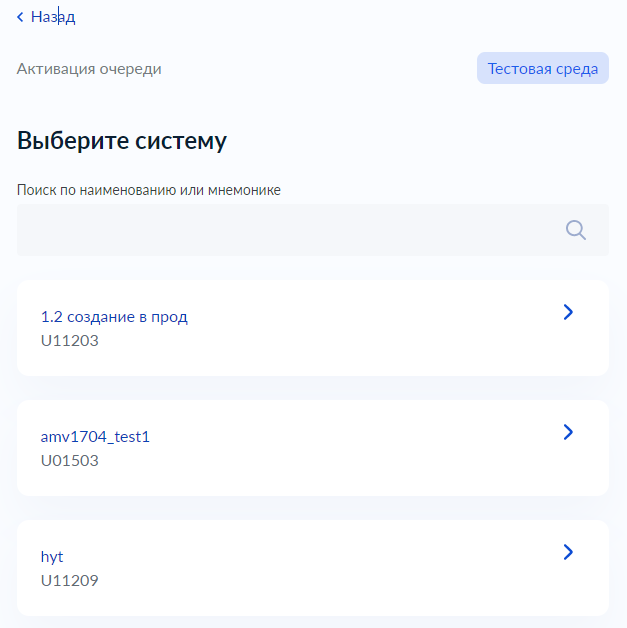 Назад
Активация очереди
Тестовая среда
Выберите систему
Поиск по наименованию или мнемонике
1.2 создание в прод
U11203
amv1704_test1
U01503
hyt
U11209